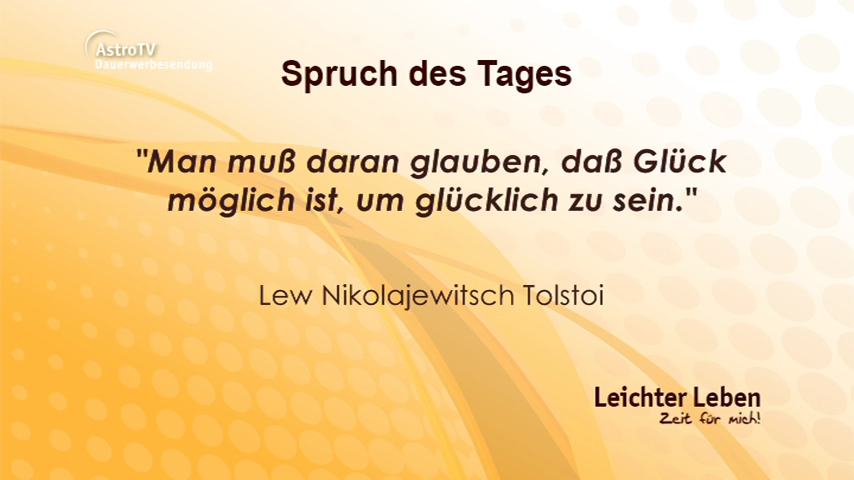 AstroTV
Dauerwerbesendung
Spruch des Tages
"Man muß daran glauben, daß Glück
möglich ist, um glücklich zu sein."
Lew Nikolajewitsch Tolstoi
Leichter Leben
Zeit für mich!